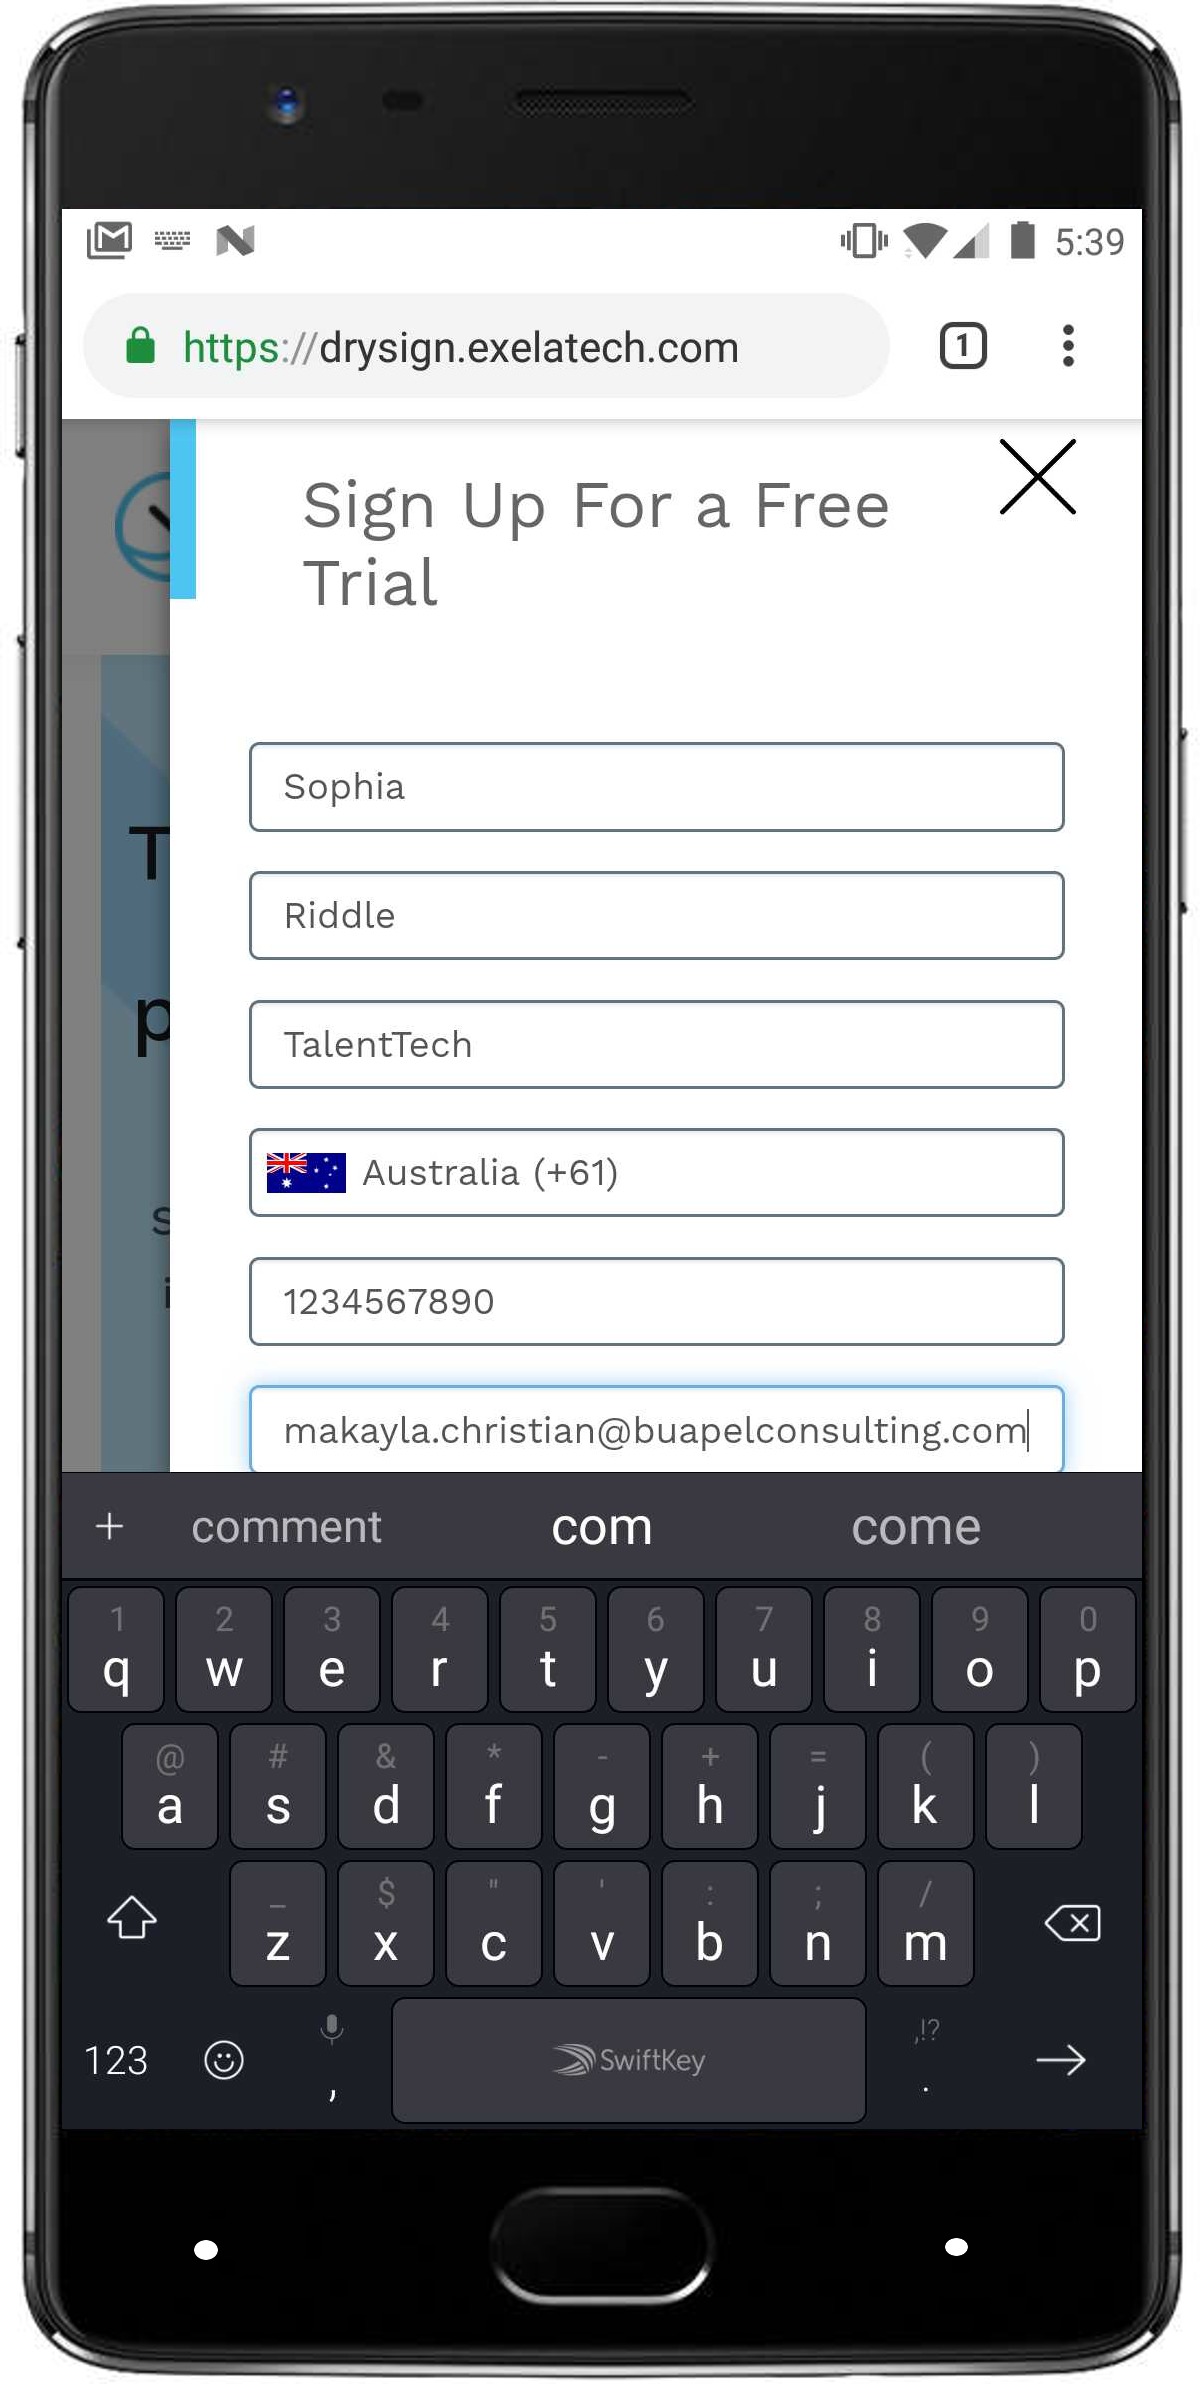 5:39
https://drysign.exelatech.com
1
Sign Up For a Free
Trial
T
p
s
i
Sophia
Riddle
TalentTech
Australia (+61)
1234567890
makayla.christian@buapelconsulting.com
+ comment com come
1 2 3 4 5 6 7 8 9 0
q w e r t y u i o p
@ # & * - + = ( )
a s d f g h j k l
_ $ " ' : ; /
z x c v b n m
,!?
123 , SwiftKey .